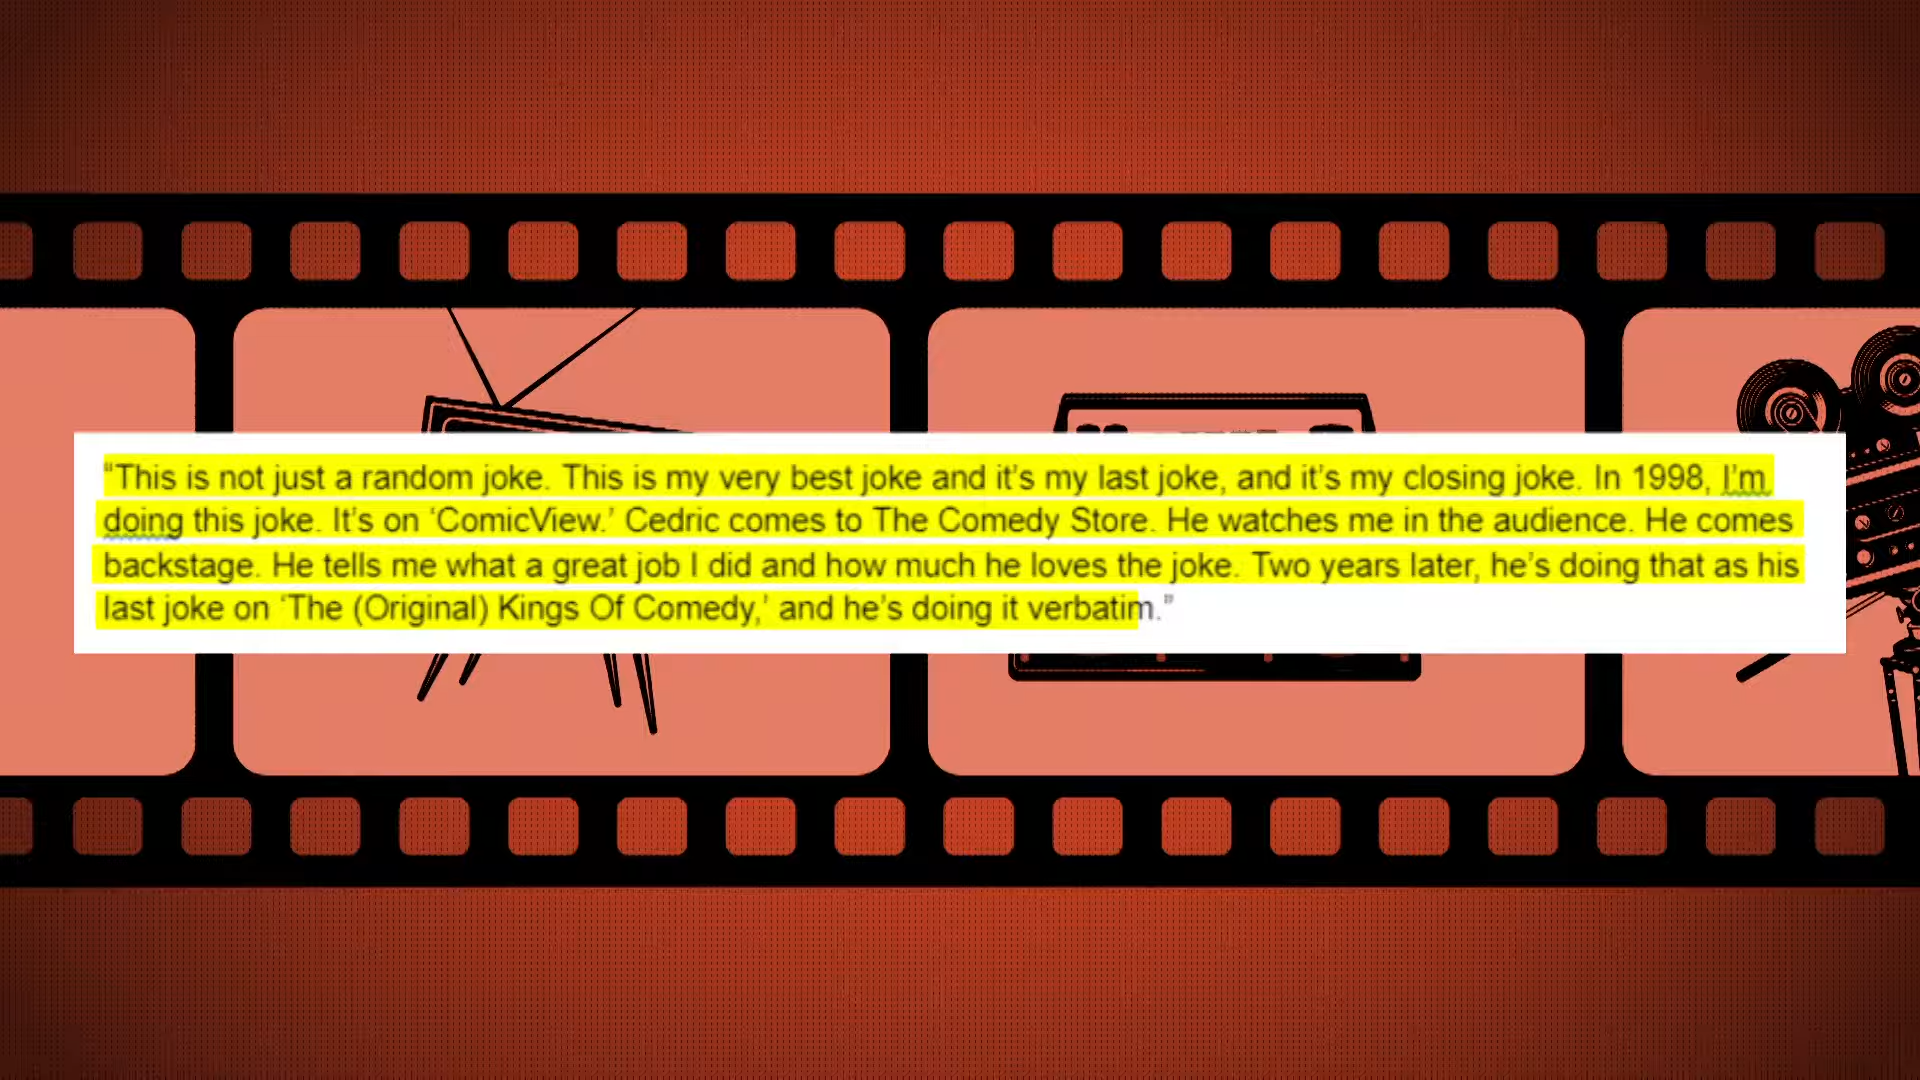 “This is not just a random joke. This is my very best joke and it’s my last joke, and it’s my closing joke. In 1998, I’m
doing this joke. It’s on ‘ComicView.’ Cedric comes to The Comedy Store. He watches me in the audience. He comes
backstage. He tells me what a great job I did and how much he loves the joke. Two years later, he’s doing that as his
last joke on ‘The (Original) Kings Of Comedy,’ and he’s doing it verbatim.”